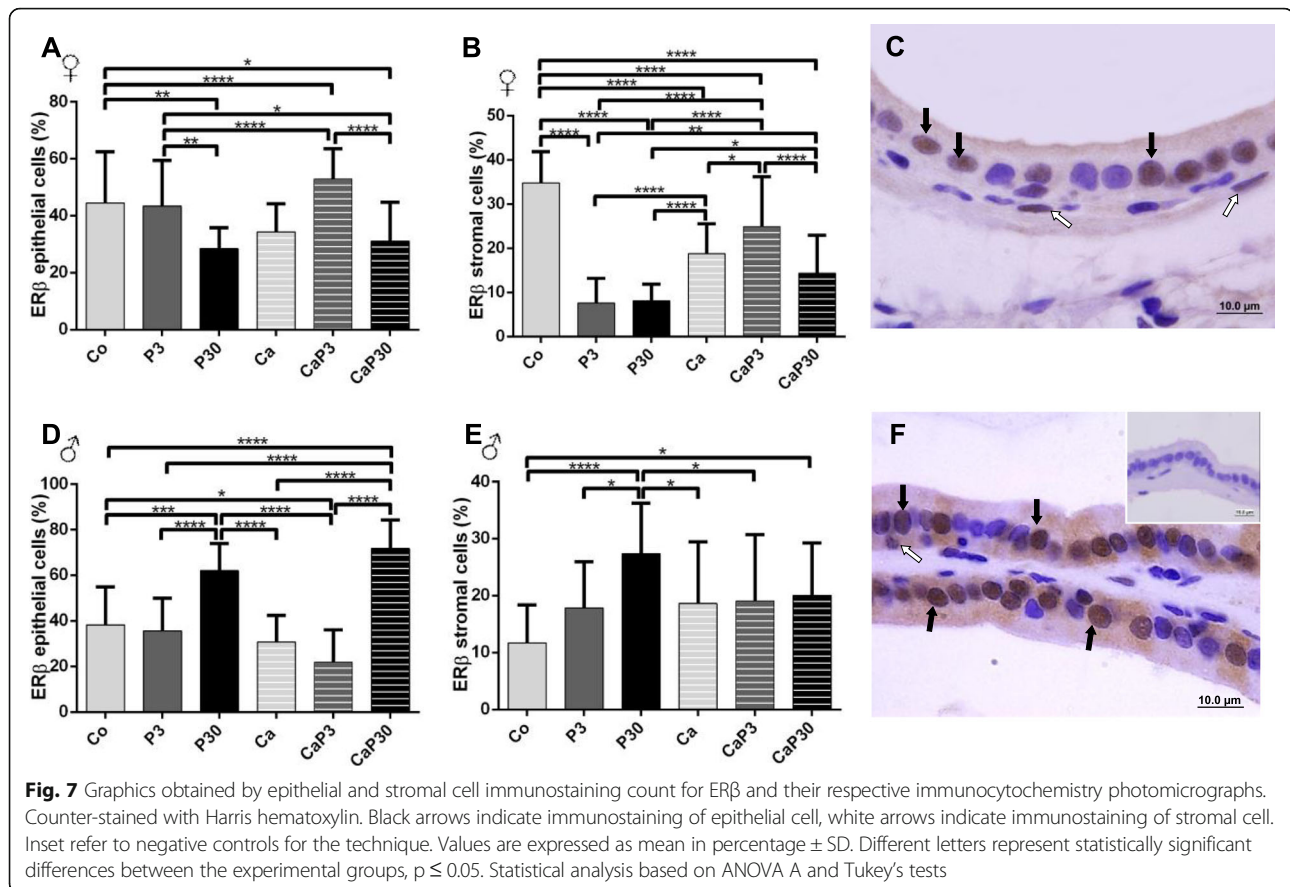 A
♀
ERβ epithelial cells (%)
80
60
40
20
0
*
****
**
*
****
****
**
Co P3 P30 Ca CaP3 CaP30
B
♀
ERβ stromal cells (%)
50
40
30
20
10
0
****
****
****
****
**** ****
**** **
*
* ****
****
****
Co P3 P30 Ca CaP3 CaP30
C
10.0 µm
D
♂
ERβ epithelial cells (%)
100
80
60
40
20
0
****
****
****
* ****
*** ****
**** ****
Co P3 P30 Ca CaP3 CaP30
E
♂
ERβ stromal cells (%)
40
30
20
10
0
*
**** *
* *
Co P3 P30 Ca CaP3 CaP30
F
10.0 µm
Fig. 7 Graphics obtained by epithelial and stromal cell immunostaining count for ERβ and their respective immunocytochemistry photomicrographs.
Counter-stained with Harris hematoxylin. Black arrows indicate immunostaining of epithelial cell, white arrows indicate immunostaining of stromal cell.
Inset refer to negative controls for the technique. Values are expressed as mean in percentage ± SD. Different letters represent statistically significant
differences between the experimental groups, p ≤ 0.05. Statistical analysis based on ANOVA A and Tukey's tests